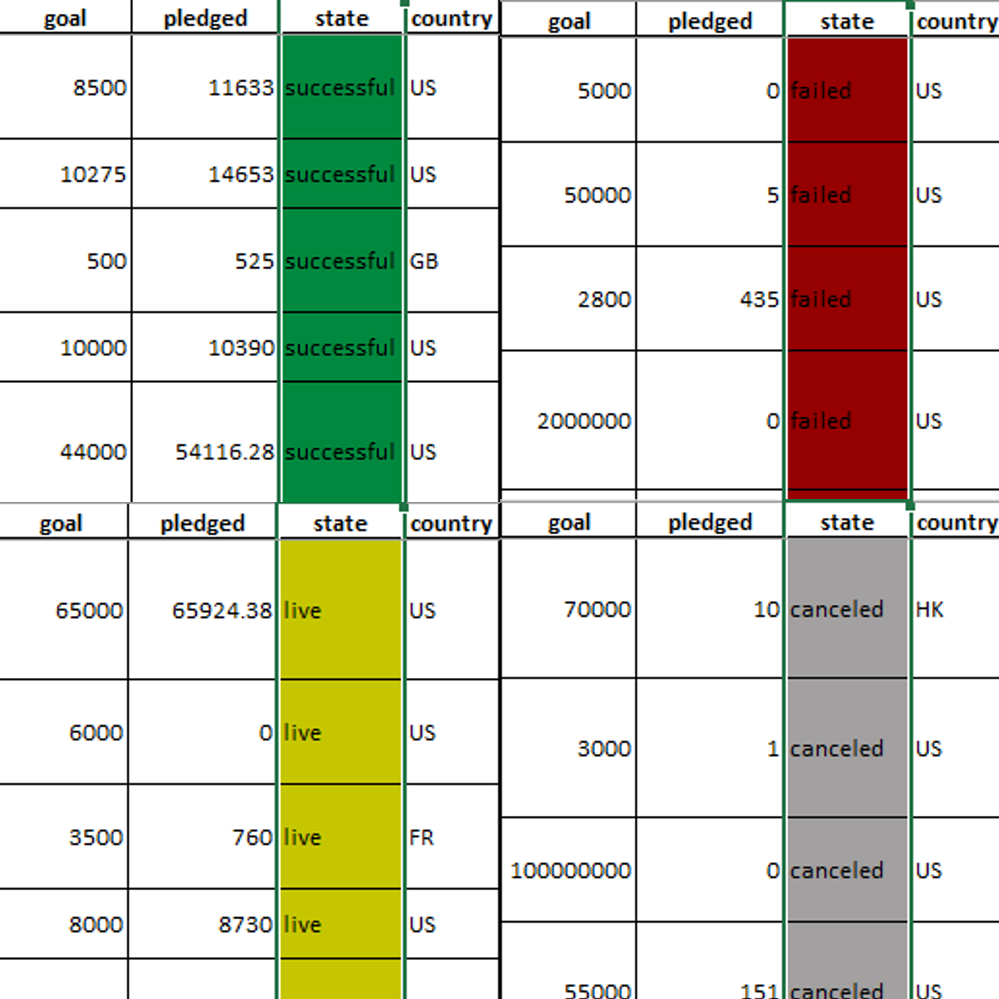 goal pledged state country
8500 11633 successful US
10275 14653 successful US
500 525 successful GB
10000 10390 successful US
44000 54116.28 successful US
goal pledged state country
5000 0 failed US
50000 5 failed US
2800 435 failed US
2000000 0 failed US
goal pledged state country
65000 65924.38 live US
6000 0 live US
3500 760 live FR
8000 8730 live US
goal pledged state country
70000 10 canceled HK
3000 1 canceled US
100000000 0 canceled US
55000 151 canceled US